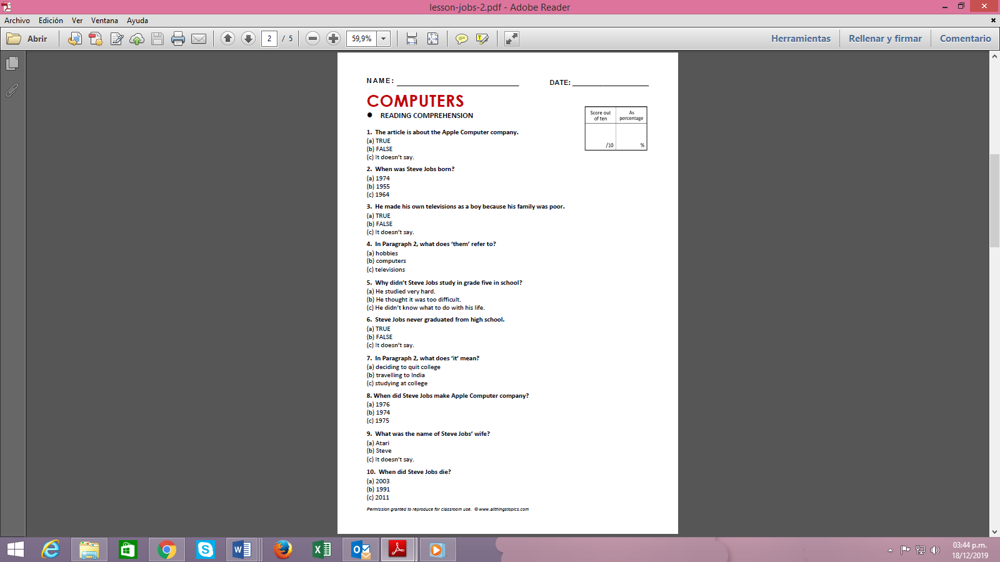 lesson-jobs-2.pdf - Adobe Reader
Archivo Edición Ver Ventana Ayuda
Abrir 2 / 5 59,9% Herramientas Rellenar y firmar Comentario
NAME: DATE:
COMPUTERS
● READING COMPREHENSION
Score out of ten As percentage
/10 %
1. The article is about the Apple Computer company.
(a) TRUE
(b) FALSE
(c) It doesn't say.
2. When was Steve Jobs born?
(a) 1974
(b) 1955
(c) 1964
3. He made his own televisions as a boy because his family was poor.
(a) TRUE
(b) FALSE
(c) It doesn't say.
4. In Paragraph 2, what does ‘them’ refer to?
(a) hobbies
(b) computers
(c) televisions
5. Why didn’t Steve Jobs study in grade five in school?
(a) He studied very hard.
(b) He thought it was too difficult.
(c) He didn’t know what to do with his life.
6. Steve Jobs never graduated from high school.
(a) TRUE
(b) FALSE
(c) It doesn’t say.
7. In Paragraph 2, what does ‘it’ mean?
(a) deciding to quit college
(b) travelling to India
(c) studying at college
8. When did Steve Jobs make Apple Computer company?
(a) 1976
(b) 1974
(c) 1975
9. What was the name of Steve Jobs’ wife?
(a) Atari
(b) Steve
(c) It doesn’t say.
10. When did Steve Jobs die?
(a) 2003
(b) 1991
(c) 2011
Permission granted to reproduce for classroom use. © www.allthingstopics.com
03:44 p.m.
18/12/2019